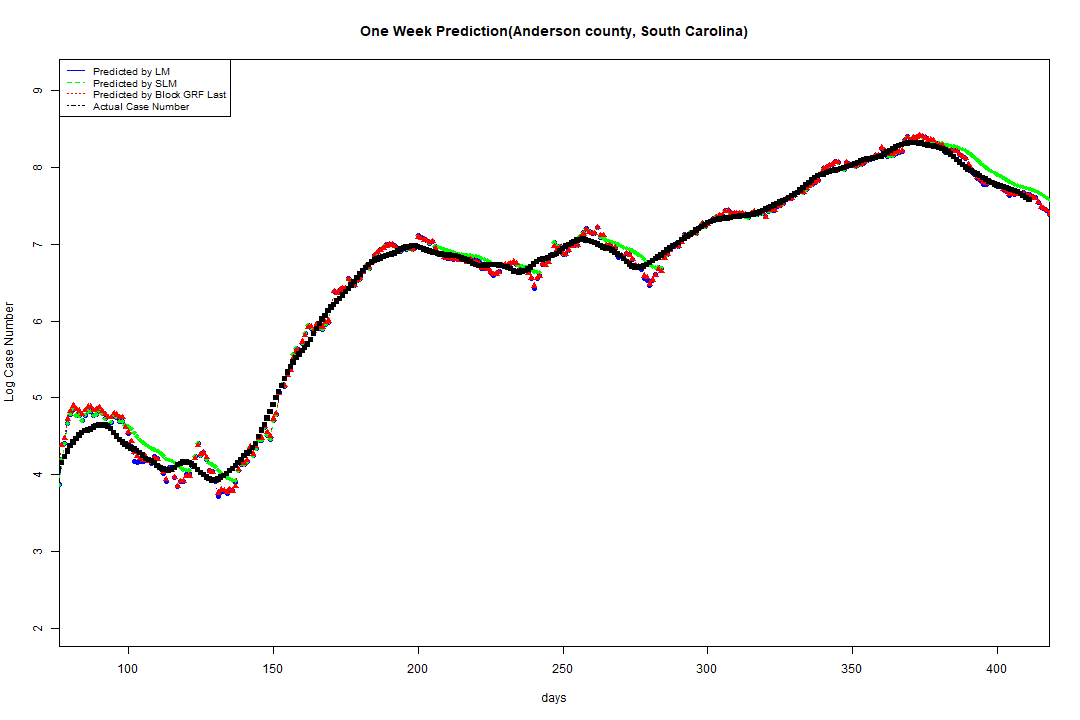 One Week Prediction(Anderson county, South Carolina)
Predicted by LM
Predicted by SLM
Predicted by Block GRF Last
Actual Case Number
9
8
7
6
5
4
3
2
Log Case Number
100 150 200 250 300 350 400
days